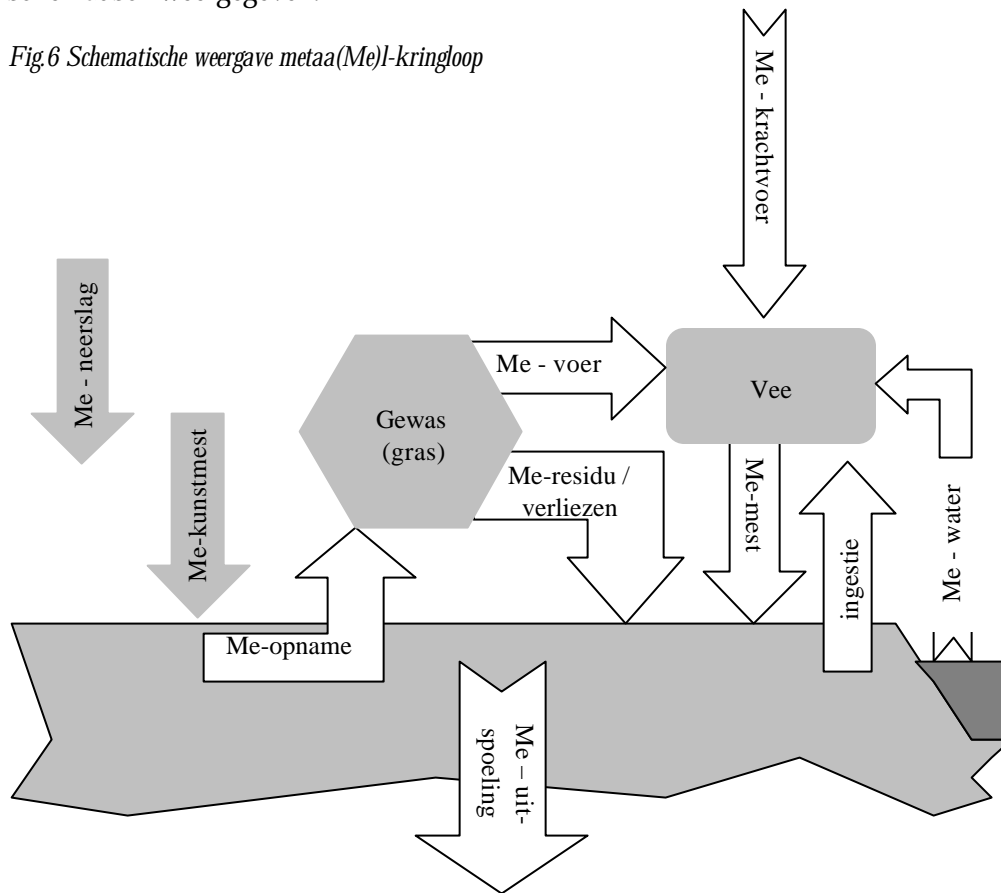 Fig.6 Schematische weergave metaa(Me)l-kringloop
Me - krachtvoer
Me - neerslag
Me-kunstmest
Me - voer
Vee
Gewas
(gras)
Me-residu /
verliezen
Me-mest
ingestie
Me - water
Me-opname
Me – uit-
spoeling